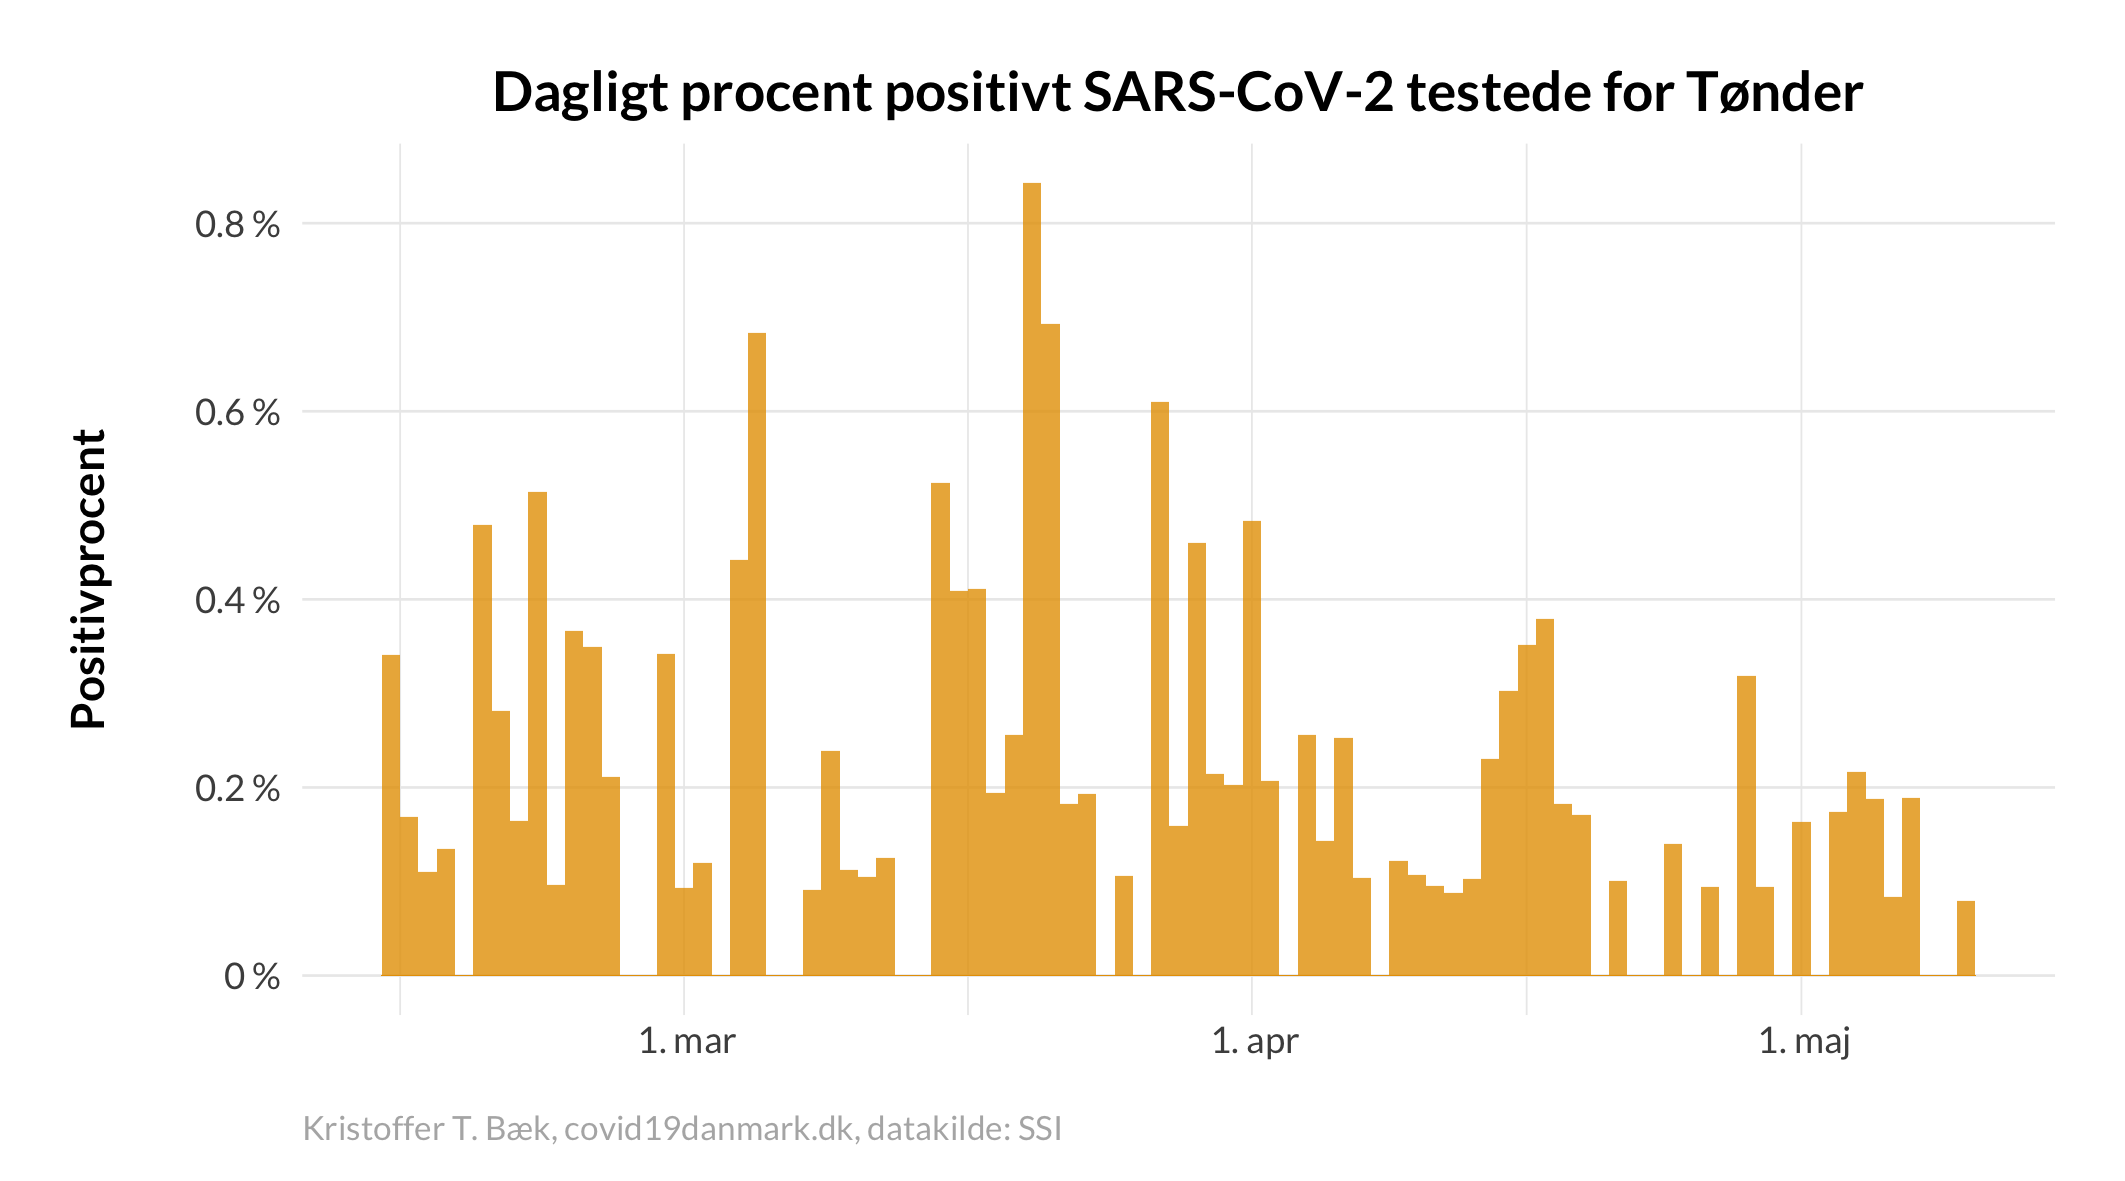 Dagligt procent positivt SARS-CoV-2 testede for Tønder
Positivprocent
0.8 %
0.6 %
0.4 %
0.2 %
0 %
1. mar
1. apr
1. maj
Kristoffer T. Bæk, covid19danmark.dk, datakilde: SSI